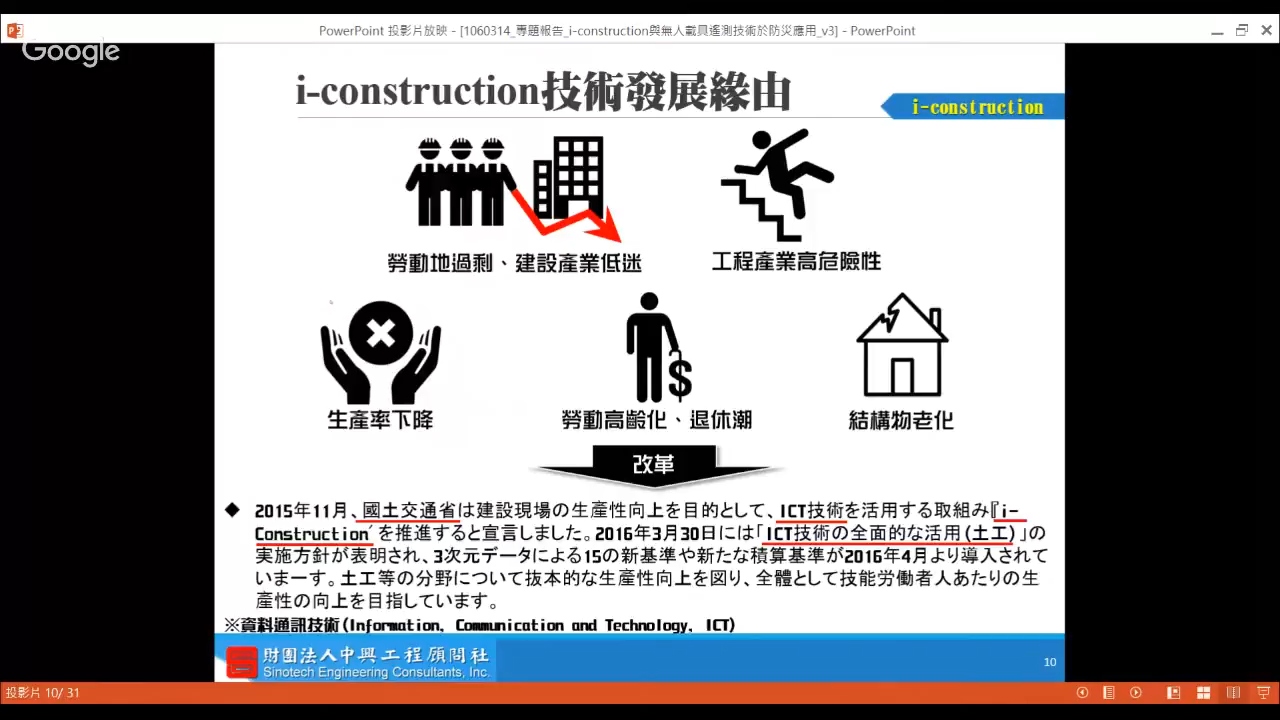 PowerPoint 投影片放映 - [1060314_專題報告_i-construction與無人載具遙測技術於防災應用_v3] - PowerPoint
Google
i-construction技術發展緣由
i-construction
勞動地過剩、建設產業低迷
工程產業高危險性
生產率下降
勞動高齡化、退休潮
$
結構物老化
改革
◆ 2015年11月、國土交通省は建設現場の生產性向上を目的として、ICT技術を活用する取組み『i-
Construction』を推進すると宣言しました。2016年3月30日には「ICT技術の全面的な活用(土工)」の
実施方針が表明され、3次元データによる15の新基準や新たな積算基準が2016年4月より導入されて
いまーす。土工等の分野について抜本的な生產性向上を図り、全體として技能労働者人あたりの生
產性の向上を目指しています。
※資料通訊技術(Information, Communication and Technology, ICT)
財團法人中興工程顧問社
Sinotech Engineering Consultants, Inc.
10
投影片 10/ 31